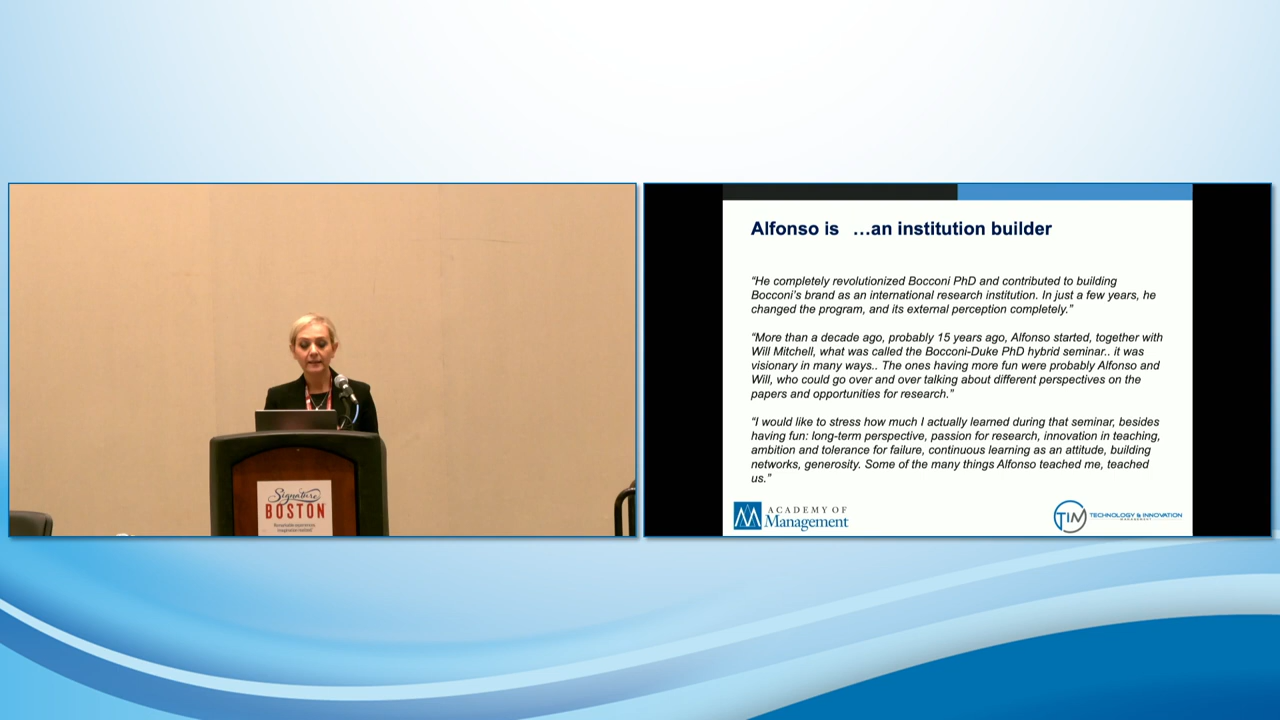 Signature
BOSTON
Alfonso is …an institution builder
“He completely revolutionized Bocconi PhD and contributed to building
Bocconi’s brand as an international research institution. In just a few years, he
changed the program, and its external perception completely.”
“More than a decade ago, probably 15 years ago, Alfonso started, together with
Will Mitchell, what was called the Bocconi-Duke PhD hybrid seminar.. it was
visionary in many ways.. The ones having more fun were probably Alfonso and
Will, who could go over and over talking about different perspectives on the
papers and opportunities for research.”
“I would like to stress how much I actually learned during that seminar, besides
having fun: long-term perspective, passion for research, innovation in teaching,
ambition and tolerance for failure, continuous learning as an attitude, building
networks, generosity. Some of the many things Alfonso teached me, teached
us.”
ACADEMY OF
Management
TIM
TECHNOLOGY & INNOVATION
MANAGEMENT